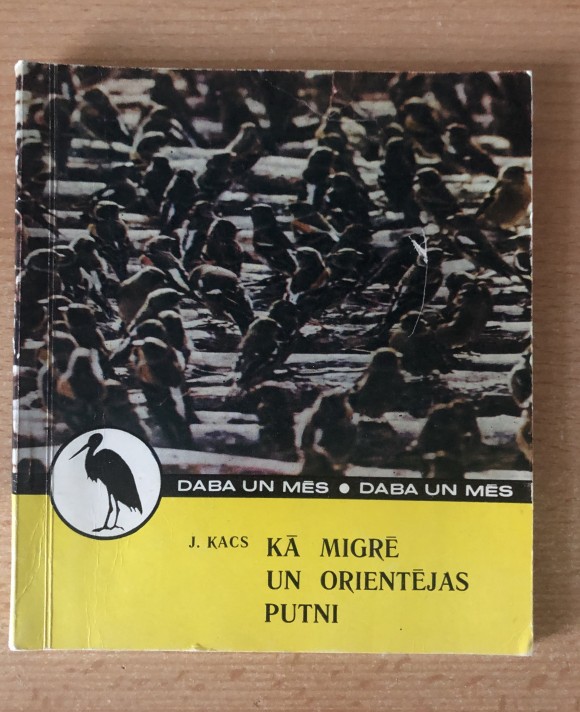 DABA UN MĒS ● DABA UN MĒS
J. KACS KĀ MIGRĒ
UN ORIENTĒJAS
PUTNI